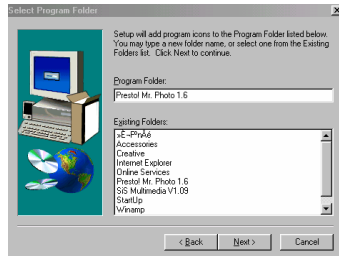 Select Program Folder
Setup will add program icons to the Program Folder listed below.
You may type a new folder name, or select one from the Existing
Folders list. Click Next to continue.
Program Folder:
Presto! Mr. Photo 1.6
Existing Folders:
Accessories
Creative
Internet Explorer
Online Services
Presto! Mr. Photo 1.6
SiS Multimedia V1.09
StartUp
Winamp
< Back
Next >
Cancel